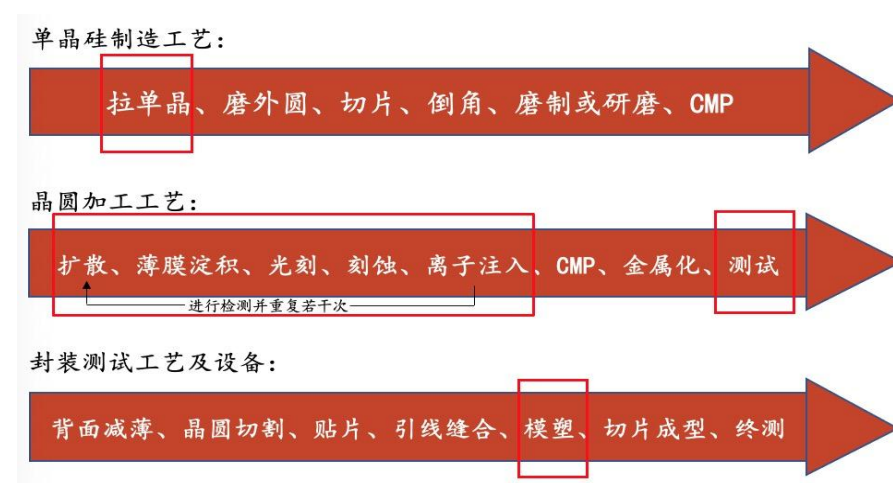 单晶硅制造工艺:
拉单晶、磨外圆、切片、倒角、磨制或研磨、CMP
晶圆加工工艺:
扩散、薄膜淀积、光刻、刻蚀、离子注入、CMP、金属化、测试
进行检测并重复若干次
封装测试工艺及设备:
背面减薄、晶圆切割、贴片、引线缝合、模塑、切片成型、终测